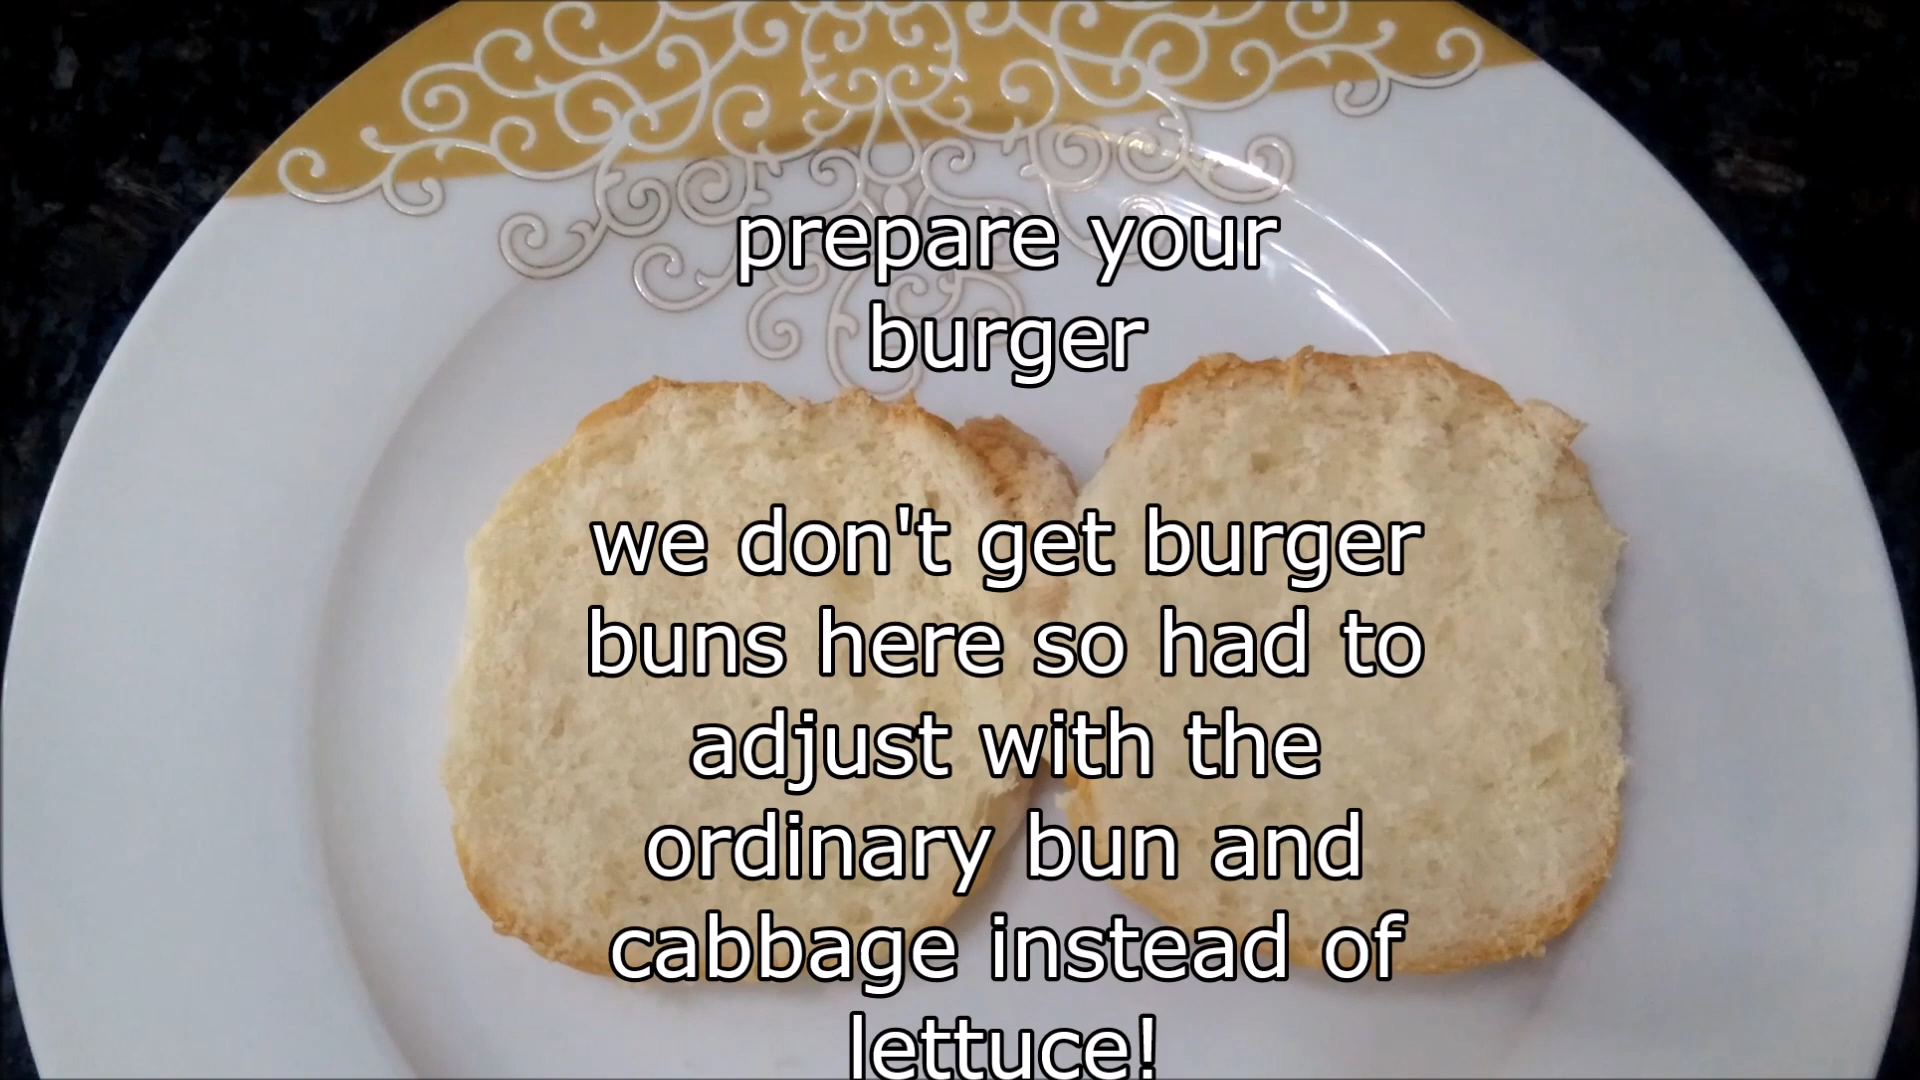 prepare your
burger
we don't get burger
buns here so had to
adjust with the
ordinary bun and
cabbage instead of
lettuce!